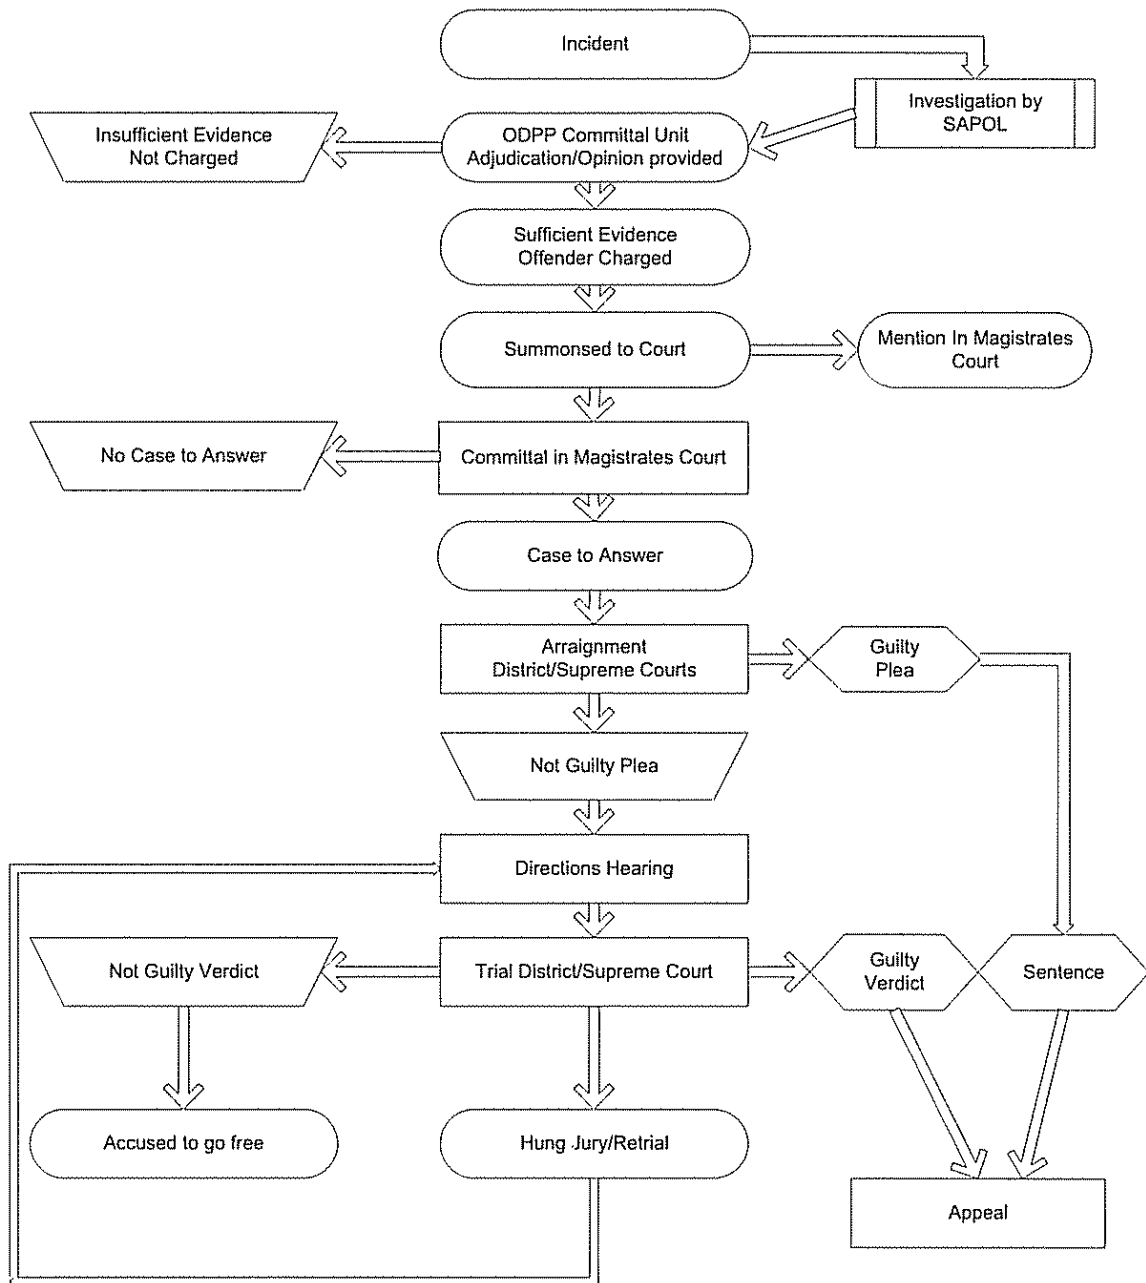 Incident
Investigation by
SAPOL
Insufficient Evidence
Not Charged
ODPP Committal Unit
Adjudication/Opinion provided
Sufficient Evidence
Offender Charged
Summonsed to Court
Mention In Magistrates
Court
No Case to Answer
Committal in Magistrates Court
Case to Answer
Arraignment
District/Supreme Courts
Guilty
Plea
Not Guilty Plea
Directions Hearing
Not Guilty Verdict
Trial District/Supreme Court
Guilty
Verdict
Sentence
Accused to go free
Hung Jury/Retrial
Appeal